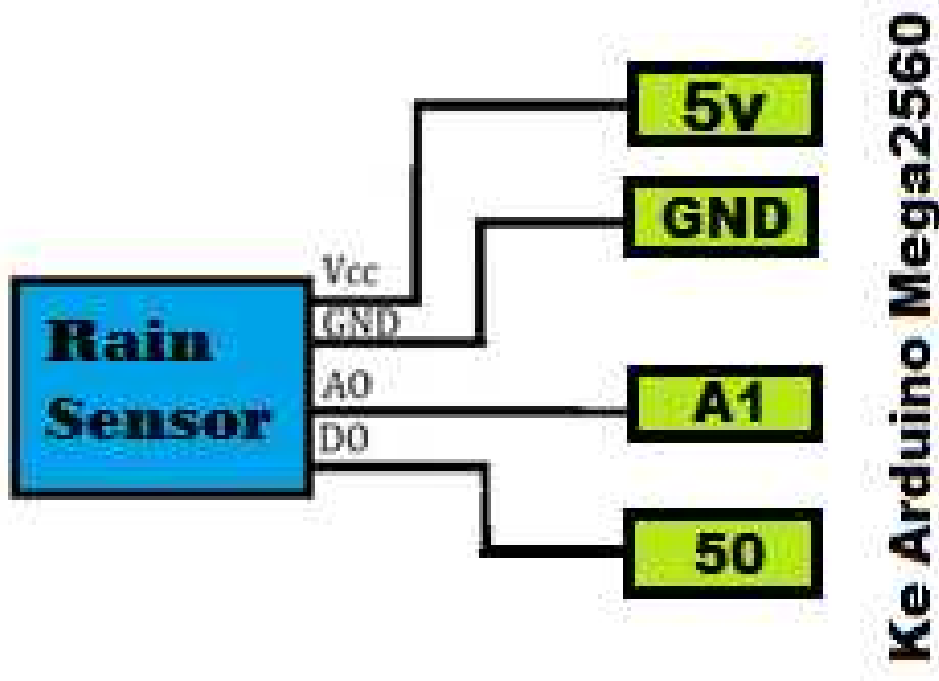 Rain
Sensor
Vcc
GND
AO
DO
5v
GND
A1
50
Ke Arduino Mega2560